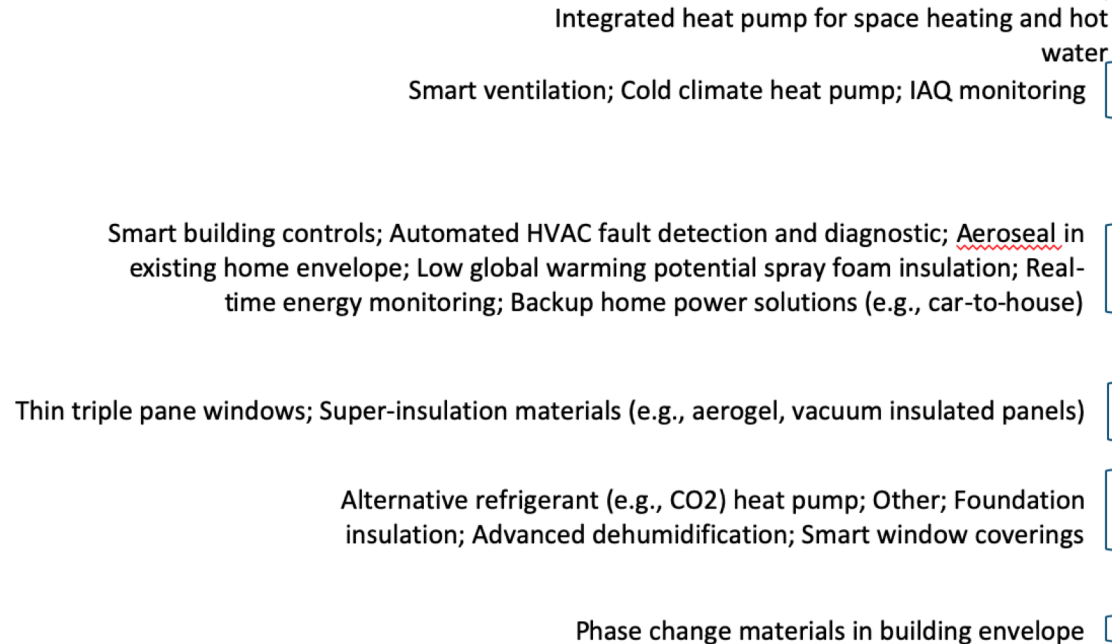 Integrated heat pump for space heating and hot
water
Smart ventilation; Cold climate heat pump; IAQ monitoring
Smart building controls; Automated HVAC fault detection and diagnostic; Aeroseal in
existing home envelope; Low global warming potential spray foam insulation; Real-
time energy monitoring; Backup home power solutions (e.g., car-to-house)
Thin triple pane windows; Super-insulation materials (e.g., aerogel, vacuum insulated panels)
Alternative refrigerant (e.g., CO2) heat pump; Other; Foundation
insulation; Advanced dehumidification; Smart window coverings
Phase change materials in building envelope